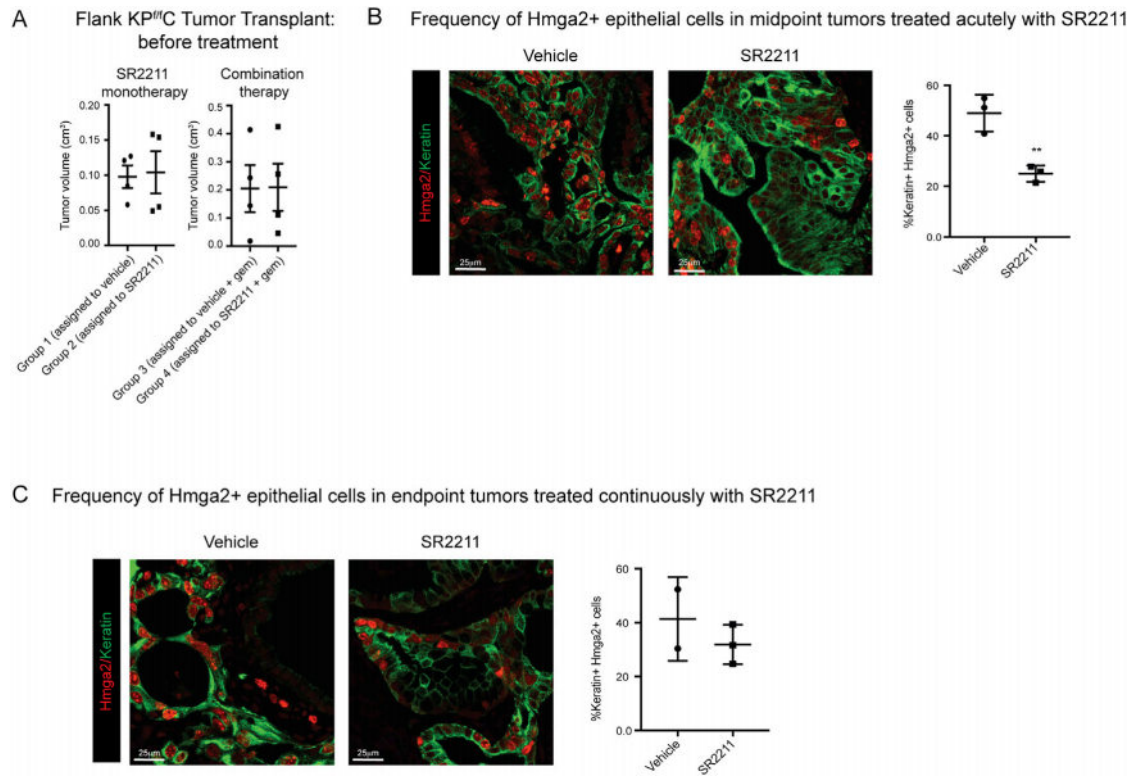 A
Flank KPf/fC Tumor Transplant:
before treatment
SR2211
monotherapy
Tumor volume (cm³)
0.20
0.15
0.10
0.05
0.00
Group 1 (assigned to vehicle)
Group 2 (assigned to SR2211)
Combination
therapy
Tumor volume (cm³)
0.5
0.4
0.3
0.2
0.1
0.0
Group 3 (assigned to vehicle + gem)
Group 4 (assigned to SR2211 + gem)
B Frequency of Hmga2+ epithelial cells in midpoint tumors treated acutely with SR2211
Vehicle
SR2211
Hmga2/Keratin
25µm
25µm
%Keratin+ Hmga2+ cells
60
40
20
0.0
**
Vehicle
SR2211
C Frequency of Hmga2+ epithelial cells in endpoint tumors treated continuously with SR2211
Vehicle
SR2211
Hmga2/Keratin
25µm
25µm
%Keratin+ Hmga2+ cells
60
40
20
0.0
Vehicle
SR2211